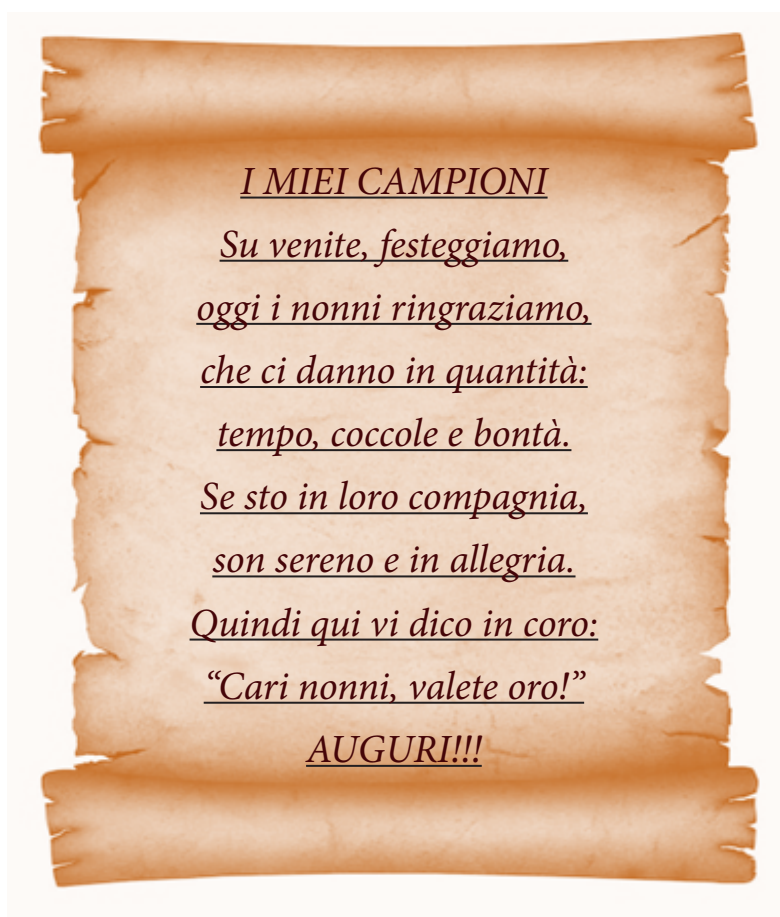 I MIEI CAMPIONI
Su venite, festeggiamo,
oggi i nonni ringraziamo,
che ci danno in quantità:
tempo, coccole e bontà.
Se sto in loro compagnia,
son sereno e in allegria.
Quindi qui vi dico in coro:
“Cari nonni, valete oro!”
AUGURI!!!